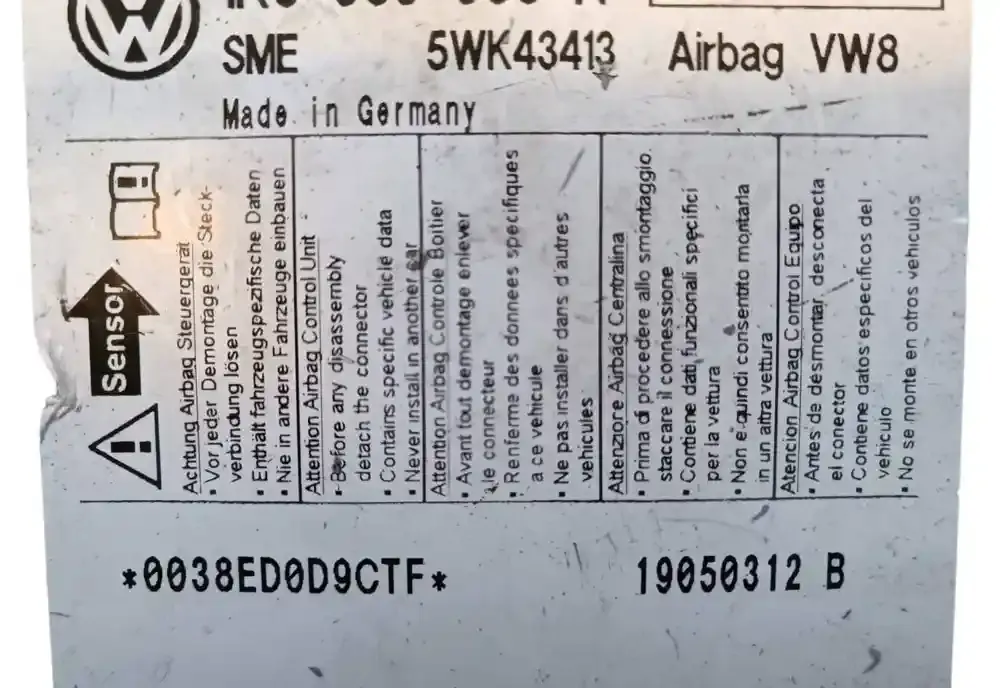 SME 5WK43413 Airbag VW8
Made in Germany
Sensor
Achtung Airbag Steuergerät
• Vor jeder Demontage die Steck-
verbindung lösen
• Enthält fahrzeugspezifische Daten
• Nie in andere Fahrzeuge einbauen
Attention Airbag Control Unit
• Before any disassembly
detach the connector
• Contains specific vehicle data
• Never install in another car
Attention Airbag Controle Boitier
• Avant tout demontage enlever
le connecteur
• Renferme des donnees specifiques
a ce vehicule
• Ne pas installer dans d'autres
vehicules
Attenzione Airbag Centralina
• Prima di procedere allo smontaggio
staccare il connessione
• Contiene dati funzionali specifici
per la vettura
• Non e quindi consentito montarla
in un altra vettura
Atencion Airbag Control Equipo
• Antes de desmontar, desconecta
el conector
• Contiene datos especificos del
vehiculo
• No se monte en otros vehiculos
*0038ED0D9CTF* 19050312 B